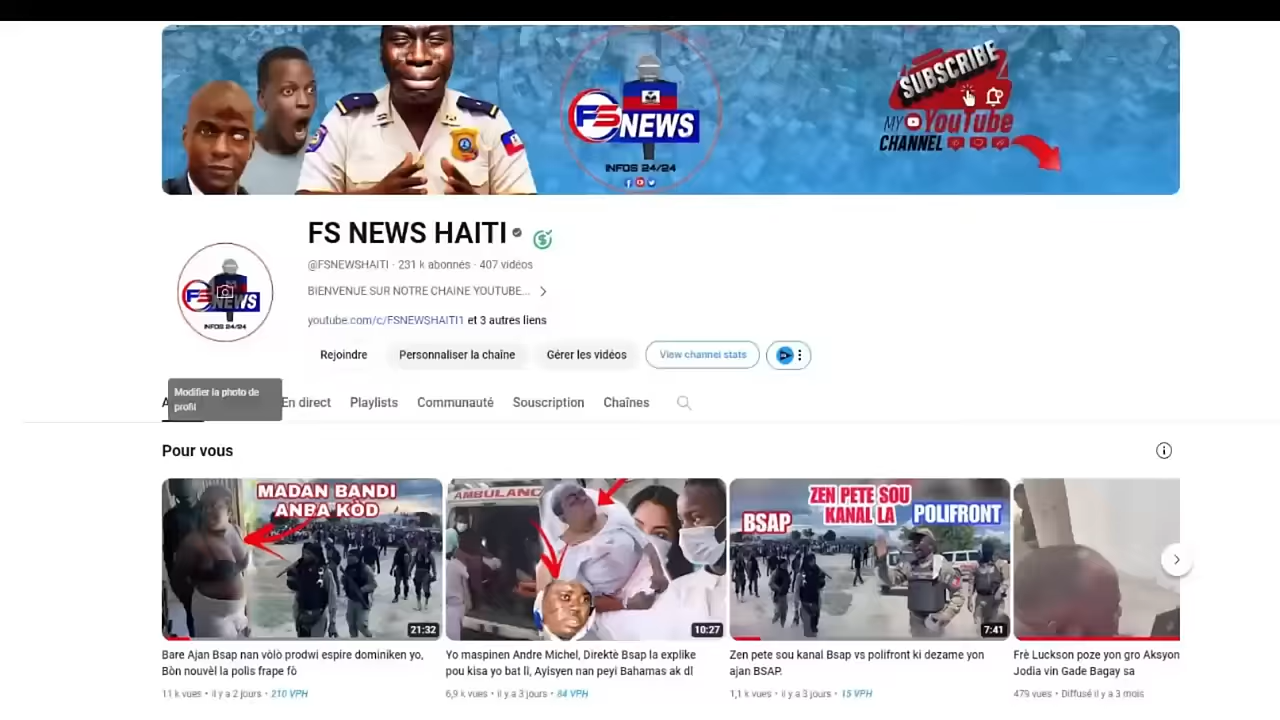 SUBSCRIBE
MY YouTube
CHANNEL
FS NEWS
INFOS 24/24
FS NEWS HAITI
@FSNEWSHAITI · 231 k abonnés · 407 vidéos
BIENVENUE SUR NOTRE CHAINE YOUTUBE...
FS NEWS
INFOS 24/24
youtube.com/c/FSNEWSHAITI1 et 3 autres liens
Rejoindre Personnaliser la chaîne Gérer les vidéos View channel stats
Modifier la photo de
profil
En direct Playlists Communauté Souscription Chaînes
Pour vous
MADAN BANDI
ANBA KÒD
21:32
AMBULANC
10:27
ZEN PETE SOU
KANAL LA
BSAP
POLIFRONT
7:41
Bare Ajan Bsap nan vòlò prodwi espire dominiken yo,
Bòn nouvèl la polis frape fò
11 k vues • il y a 2 jours • 210 VPH
Yo maspinen Andre Michel, Direktè Bsap la explike
pou kisa yo bat li, Ayisyen nan peyi Bahamas ak dl
6,9 k vues • il y a 3 jours • 84 VPH
Zen pete sou kanal Bsap vs polifront ki dezame yon
ajan BSAP.
1,1 k vues • il y a 3 jours • 15 VPH
Frè Luckson poze yon gro Aksyon
Jodia vin Gade Bagay sa
479 vues • Diffusé il y a 3 mois